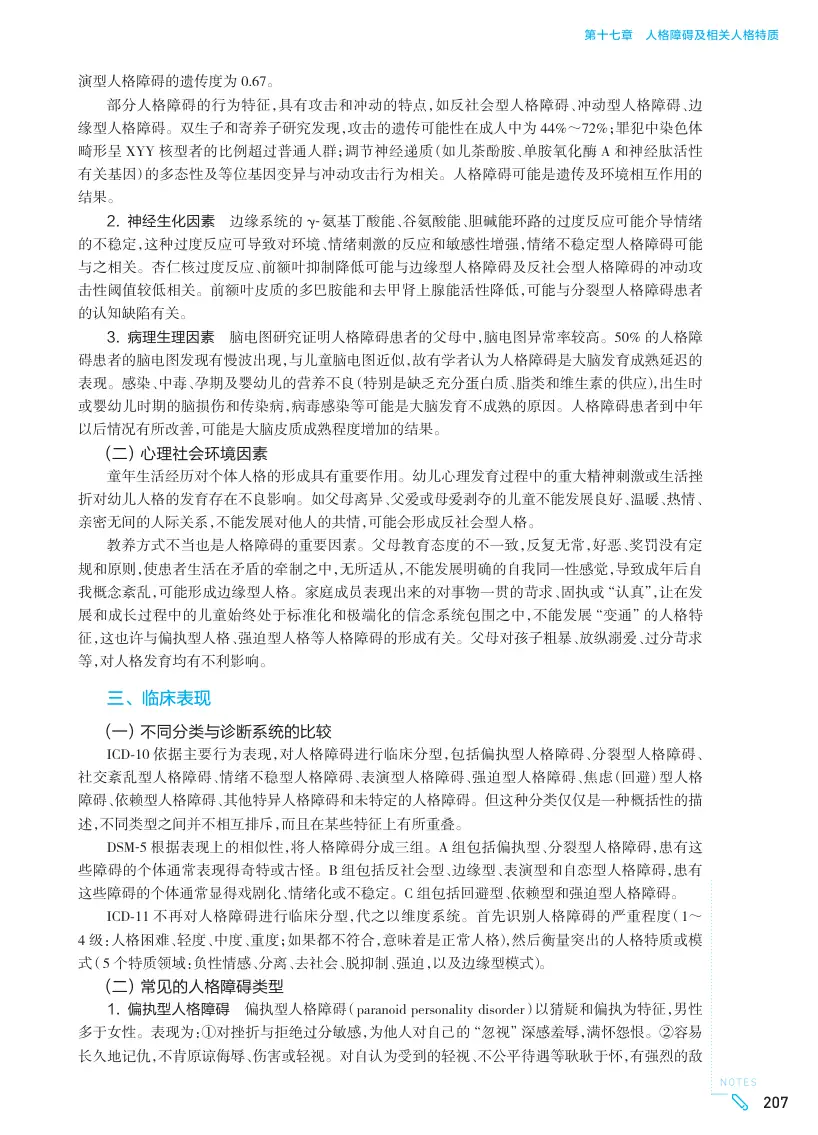 第十七章 人格障碍及相关人格特质
演型人格障碍的遗传度为 0.67。
部分人格障碍的行为特征，具有攻击和冲动的特点，如反社会型人格障碍、冲动型人格障碍、边
缘型人格障碍。双生子和寄养子研究发现，攻击的遗传可能性在成人中为 44%～72%；罪犯中染色体
畸形呈 XYY 核型者的比例超过普通人群；调节神经递质（如儿茶酚胺、单胺氧化酶 A 和神经肽活性
有关基因）的多态性及等位基因变异与冲动攻击行为相关。人格障碍可能是遗传及环境相互作用的
结果。
2. 神经生化因素 边缘系统的 γ-氨基丁酸能、谷氨酸能、胆碱能环路的过度反应可能介导情绪
的不稳定，这种过度反应可导致对环境、情绪刺激的反应和敏感性增强，情绪不稳定型人格障碍可能
与之相关。杏仁核过度反应、前额叶抑制降低可能与边缘型人格障碍及反社会型人格障碍的冲动攻
击性阈值较低相关。前额叶皮质的多巴胺能和去甲肾上腺能活性降低，可能与分裂型人格障碍患者
的认知缺陷有关。
3. 病理生理因素 脑电图研究证明人格障碍患者的父母中，脑电图异常率较高。50% 的人格障
碍患者的脑电图发现有慢波出现，与儿童脑电图近似，故有学者认为人格障碍是大脑发育成熟延迟的
表现。感染、中毒、孕期及婴幼儿的营养不良（特别是缺乏充分蛋白质、脂类和维生素的供应），出生时
或婴幼儿时期的脑损伤和传染病，病毒感染等可能是大脑发育不成熟的原因。人格障碍患者到中年
以后情况有所改善，可能是大脑皮质成熟程度增加的结果。
（二）心理社会环境因素
童年生活经历对个体人格的形成具有重要作用。幼儿心理发育过程中的重大精神刺激或生活挫
折对幼儿人格的发育存在不良影响。如父母离异、父爱或母爱剥夺的儿童不能发展良好、温暖、热情、
亲密无间的人际关系，不能发展对他人的共情，可能会形成反社会型人格。
教养方式不当也是人格障碍的重要因素。父母教育态度的不一致，反复无常，好恶、奖罚没有定
规和原则，使患者生活在矛盾的牵制之中，无所适从，不能发展明确的自我同一性感觉，导致成年后自
我概念紊乱，可能形成边缘型人格。家庭成员表现出来的对事物一贯的苛求、固执或“认真”，让在发
展和成长过程中的儿童始终处于标准化和极端化的信念系统包围之中，不能发展“变通”的人格特
征，这也许与偏执型人格、强迫型人格等人格障碍的形成有关。父母对孩子粗暴、放纵溺爱、过分苛求
等，对人格发育均有不利影响。
三、临床表现
（一）不同分类与诊断系统的比较
ICD-10 依据主要行为表现，对人格障碍进行临床分型，包括偏执型人格障碍、分裂型人格障碍、
社交紊乱型人格障碍、情绪不稳型人格障碍、表演型人格障碍、强迫型人格障碍、焦虑（回避）型人格
障碍、依赖型人格障碍、其他特异人格障碍和未特定的人格障碍。但这种分类仅仅是一种概括性的描
述，不同类型之间并不相互排斥，而且在某些特征上有所重叠。
DSM-5 根据表现上的相似性，将人格障碍分成三组。A 组包括偏执型、分裂型人格障碍，患有这
些障碍的个体通常表现得奇特或古怪。B 组包括反社会型、边缘型、表演型和自恋型人格障碍，患有
这些障碍的个体通常显得戏剧化、情绪化或不稳定。C 组包括回避型、依赖型和强迫型人格障碍。
ICD-11 不再对人格障碍进行临床分型，代之以维度系统。首先识别人格障碍的严重程度（1～
4 级：人格困难、轻度、中度、重度；如果都不符合，意味着是正常人格），然后衡量突出的人格特质或模
式（5 个特质领域：负性情感、分离、去社会、脱抑制、强迫，以及边缘型模式）。
（二）常见的人格障碍类型
1. 偏执型人格障碍 偏执型人格障碍（paranoid personality disorder）以猜疑和偏执为特征，男性
多于女性。表现为：①对挫折与拒绝过分敏感，为他人对自己的“忽视”深感羞辱，满怀怨恨。②容易
长久地记仇，不肯原谅侮辱、伤害或轻视。对自认为受到的轻视、不公平待遇等耿耿于怀，有强烈的敌
NOTES
207